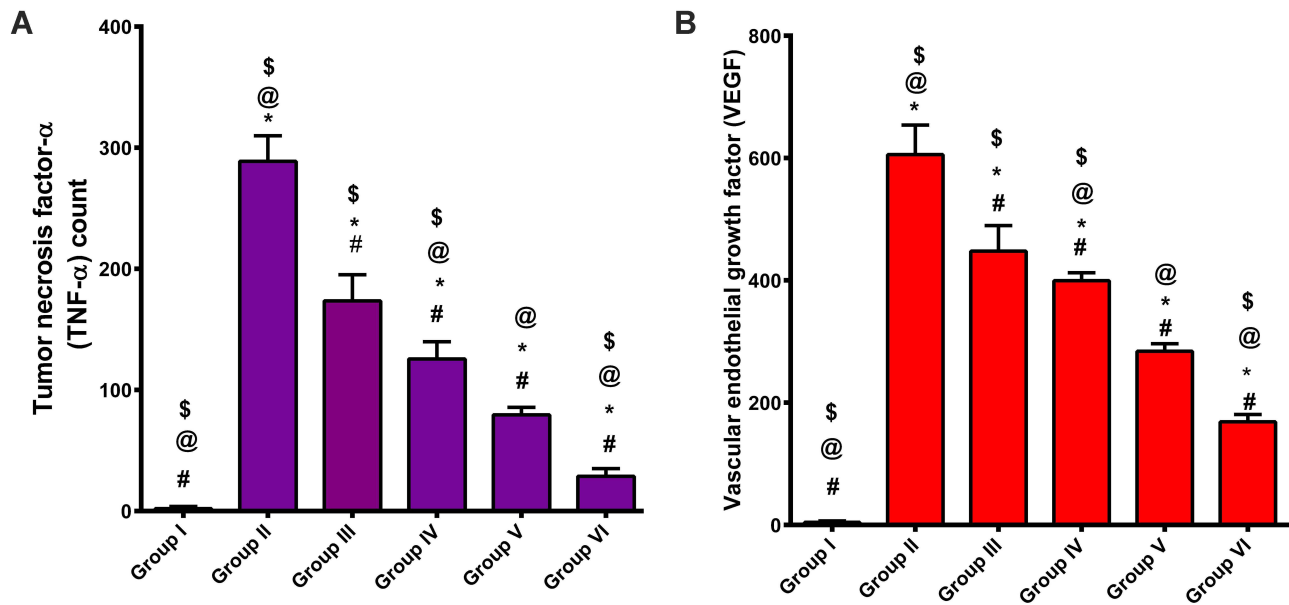 A
Tumor necrosis factor-α
(TNF-α) count
400
300
200
100
0
$
@
#
$
@
*
$
*
#
$
@
*
#
@
*
#
$
@
*
#
Group I
Group II
Group III
Group IV
Group V
Group VI
B
Vascular endothelial growth factor (VEGF)
800
600
400
200
0
$
@
#
$
@
*
$
*
#
$
@
*
#
@
*
#
$
@
*
#
Group I
Group II
Group III
Group IV
Group V
Group VI